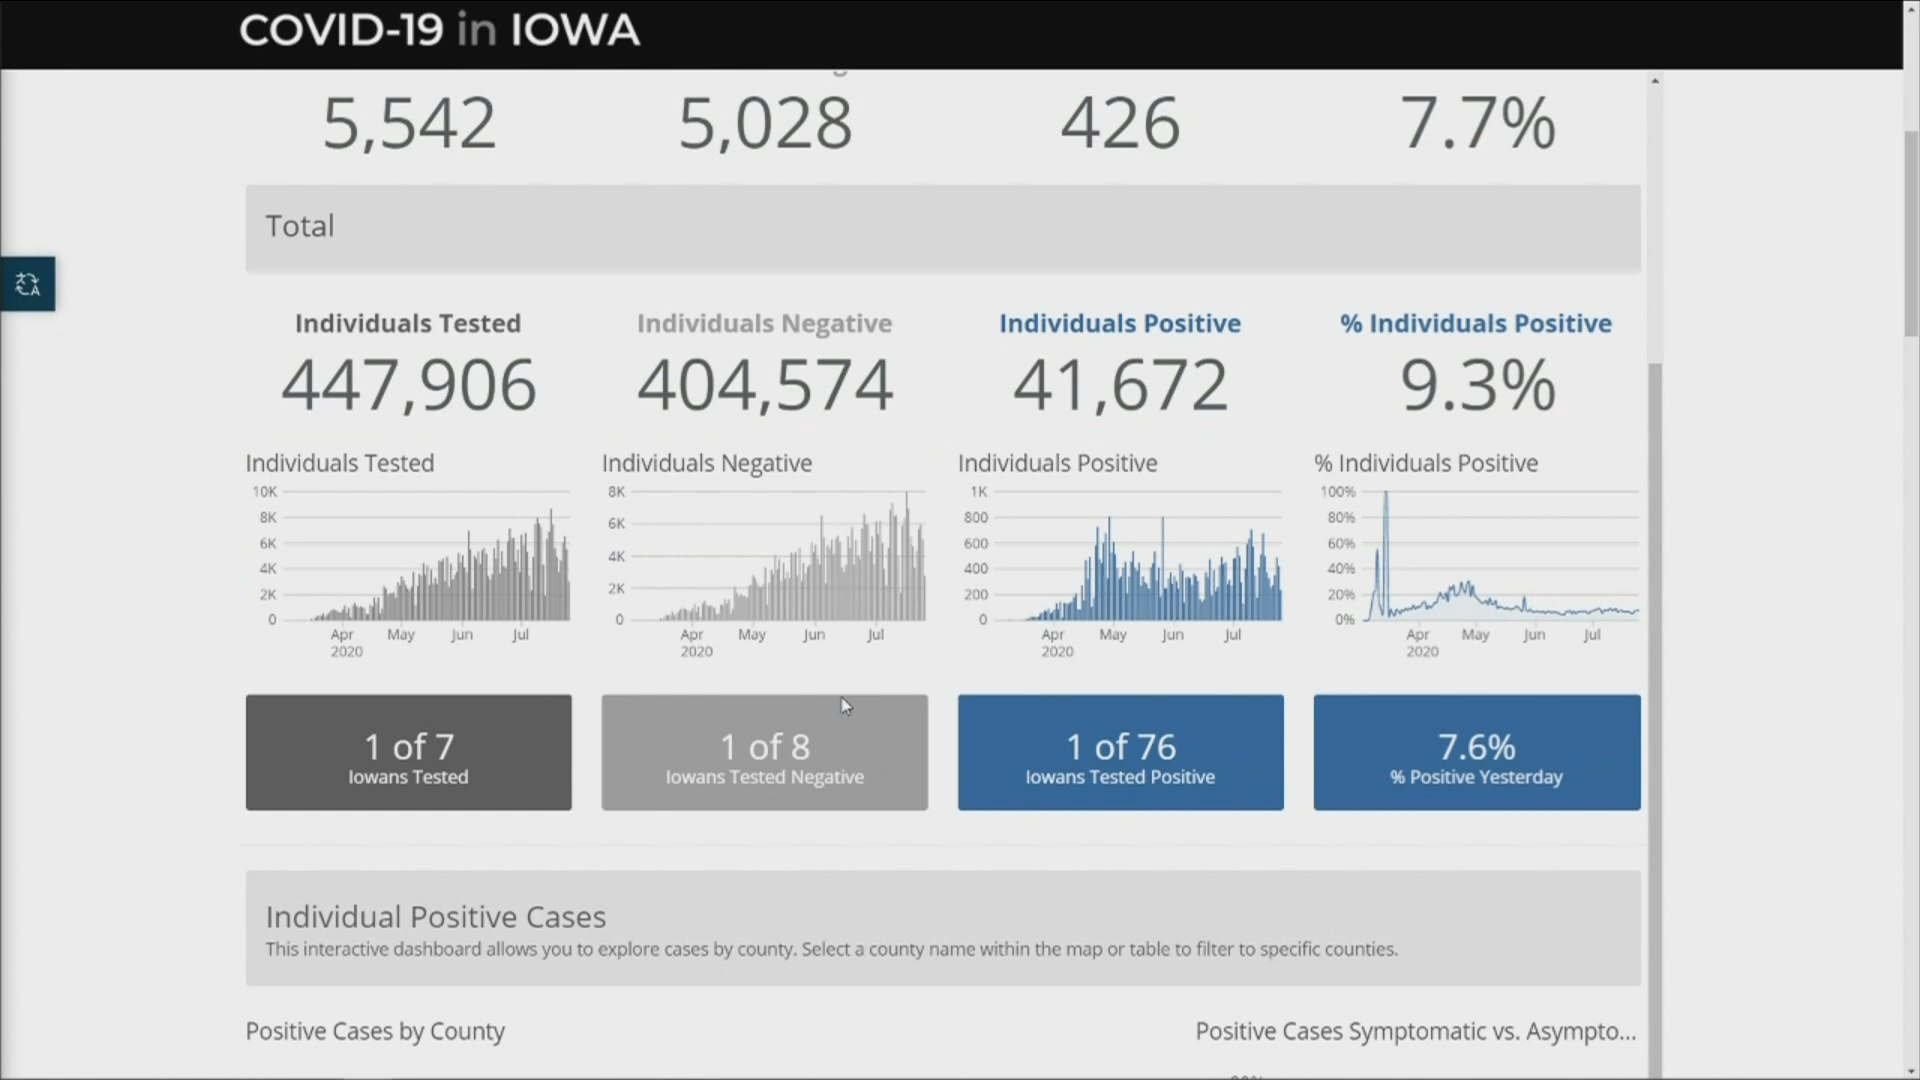 COVID-19 in IOWA
5,542 5,028 426 7.7%
Total
Individuals Tested Individuals Negative Individuals Positive % Individuals Positive
447,906 404,574 41,672 9.3%
Individuals Tested
10K
8K
6K
4K
2K
0
Apr May Jun Jul
2020
Individuals Negative
8K
6K
4K
2K
0
Apr May Jun Jul
2020
Individuals Positive
1K
800
600
400
200
0
Apr May Jun Jul
2020
% Individuals Positive
100%
80%
60%
40%
20%
0%
Apr May Jun Jul
2020
1 of 7
Iowans Tested
1 of 8
Iowans Tested Negative
1 of 76
Iowans Tested Positive
7.6%
% Positive Yesterday
Individual Positive Cases
This interactive dashboard allows you to explore cases by county. Select a county name within the map or table to filter to specific counties.
Positive Cases by County
Positive Cases Symptomatic vs. Asympto...